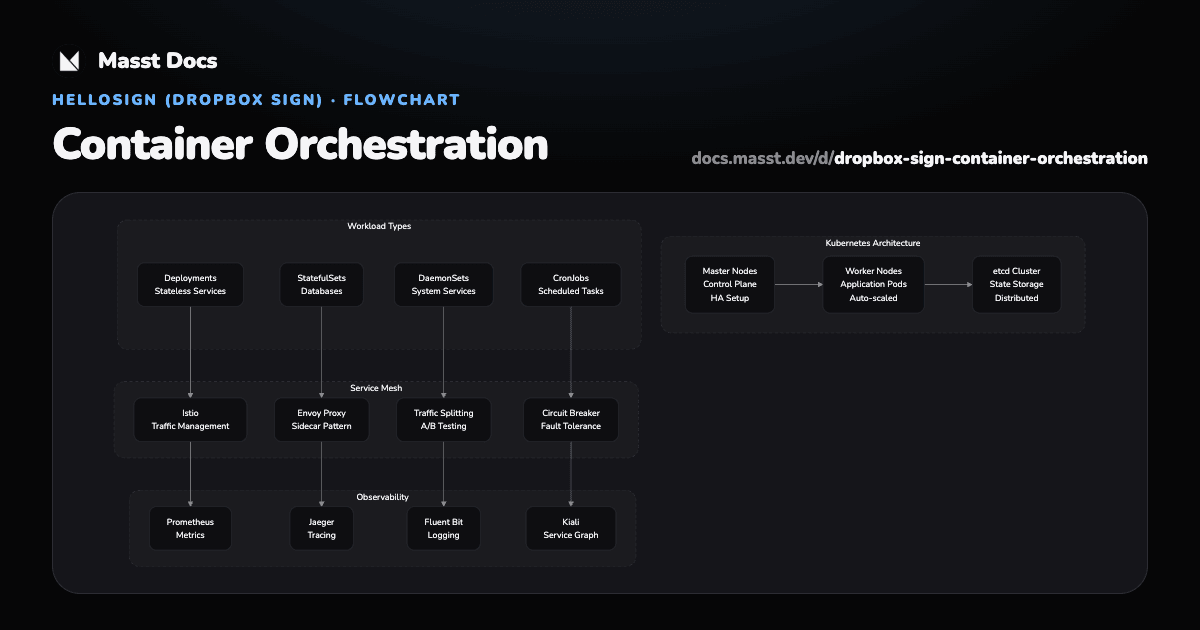 Masst Docs
HELLOSIGN (DROPBOX SIGN) · FLOWCHART
Container Orchestration
docs.masst.dev/d/dropbox-sign-container-orchestration
Workload Types
Deployments
Stateless Services
StatefulSets
Databases
DaemonSets
System Services
CronJobs
Scheduled Tasks
Kubernetes Architecture
Master Nodes
Control Plane
HA Setup
Worker Nodes
Application Pods
Auto-scaled
etcd Cluster
State Storage
Distributed
Service Mesh
Istio
Traffic Management
Envoy Proxy
Sidecar Pattern
Traffic Splitting
A/B Testing
Circuit Breaker
Fault Tolerance
Observability
Prometheus
Metrics
Jaeger
Tracing
Fluent Bit
Logging
Kiali
Service Graph